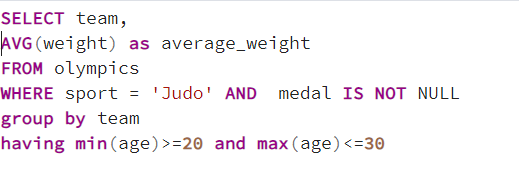 SELECT team,
AVG(weight) as average_weight
FROM olympics
WHERE sport = 'Judo' AND  medal IS NOT NULL
group by team
having min(age)>=20 and max(age)<=30